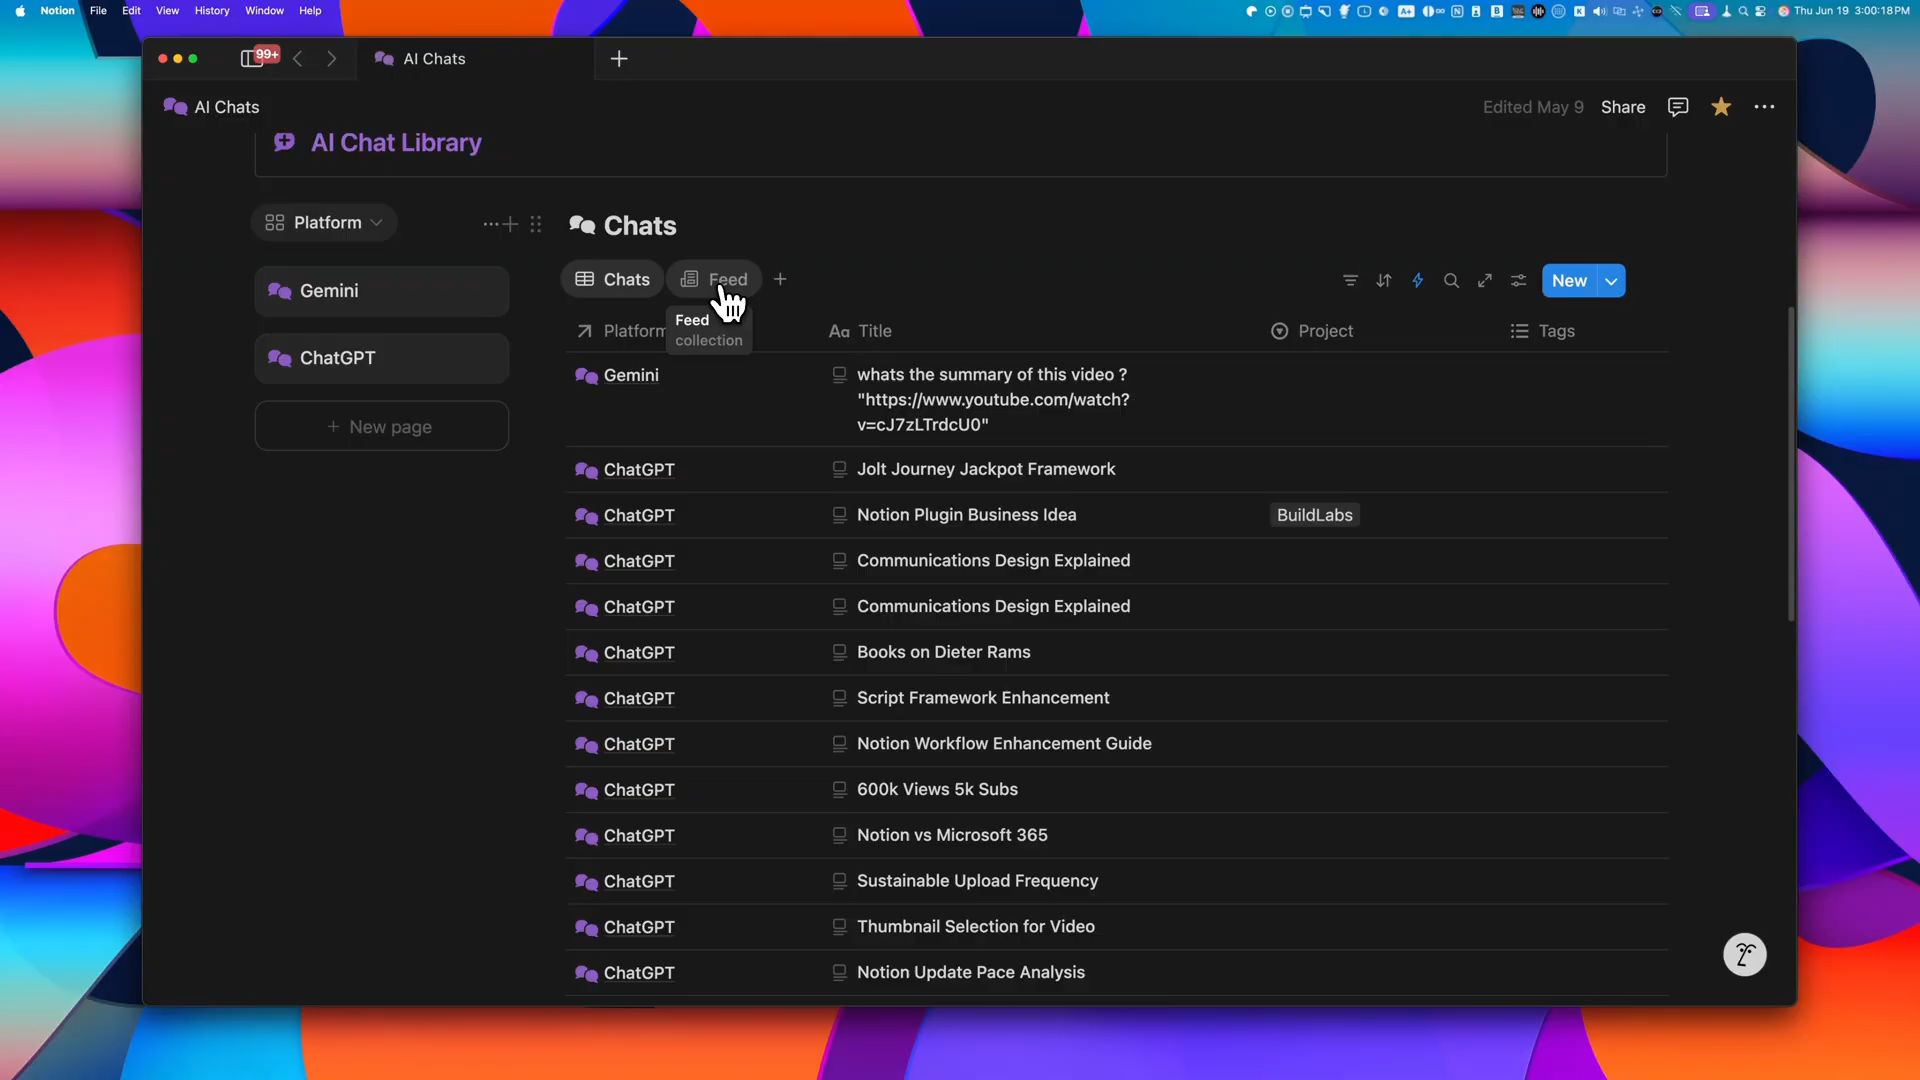 Notion File Edit View History Window Help
Thu Jun 19 3:00:18 PM
99+
AI Chats
AI Chats
Edited May 9 Share
AI Chat Library
Platform
Chats
Chats Feed
New
Feed
collection
Platform Aa Title Project Tags
Gemini
ChatGPT
New page
Gemini whats the summary of this video ?
"https://www.youtube.com/watch?
v=cJ7zLTrdcU0"
ChatGPT Jolt Journey Jackpot Framework
ChatGPT Notion Plugin Business Idea BuildLabs
ChatGPT Communications Design Explained
ChatGPT Communications Design Explained
ChatGPT Books on Dieter Rams
ChatGPT Script Framework Enhancement
ChatGPT Notion Workflow Enhancement Guide
ChatGPT 600k Views 5k Subs
ChatGPT Notion vs Microsoft 365
ChatGPT Sustainable Upload Frequency
ChatGPT Thumbnail Selection for Video
ChatGPT Notion Update Pace Analysis